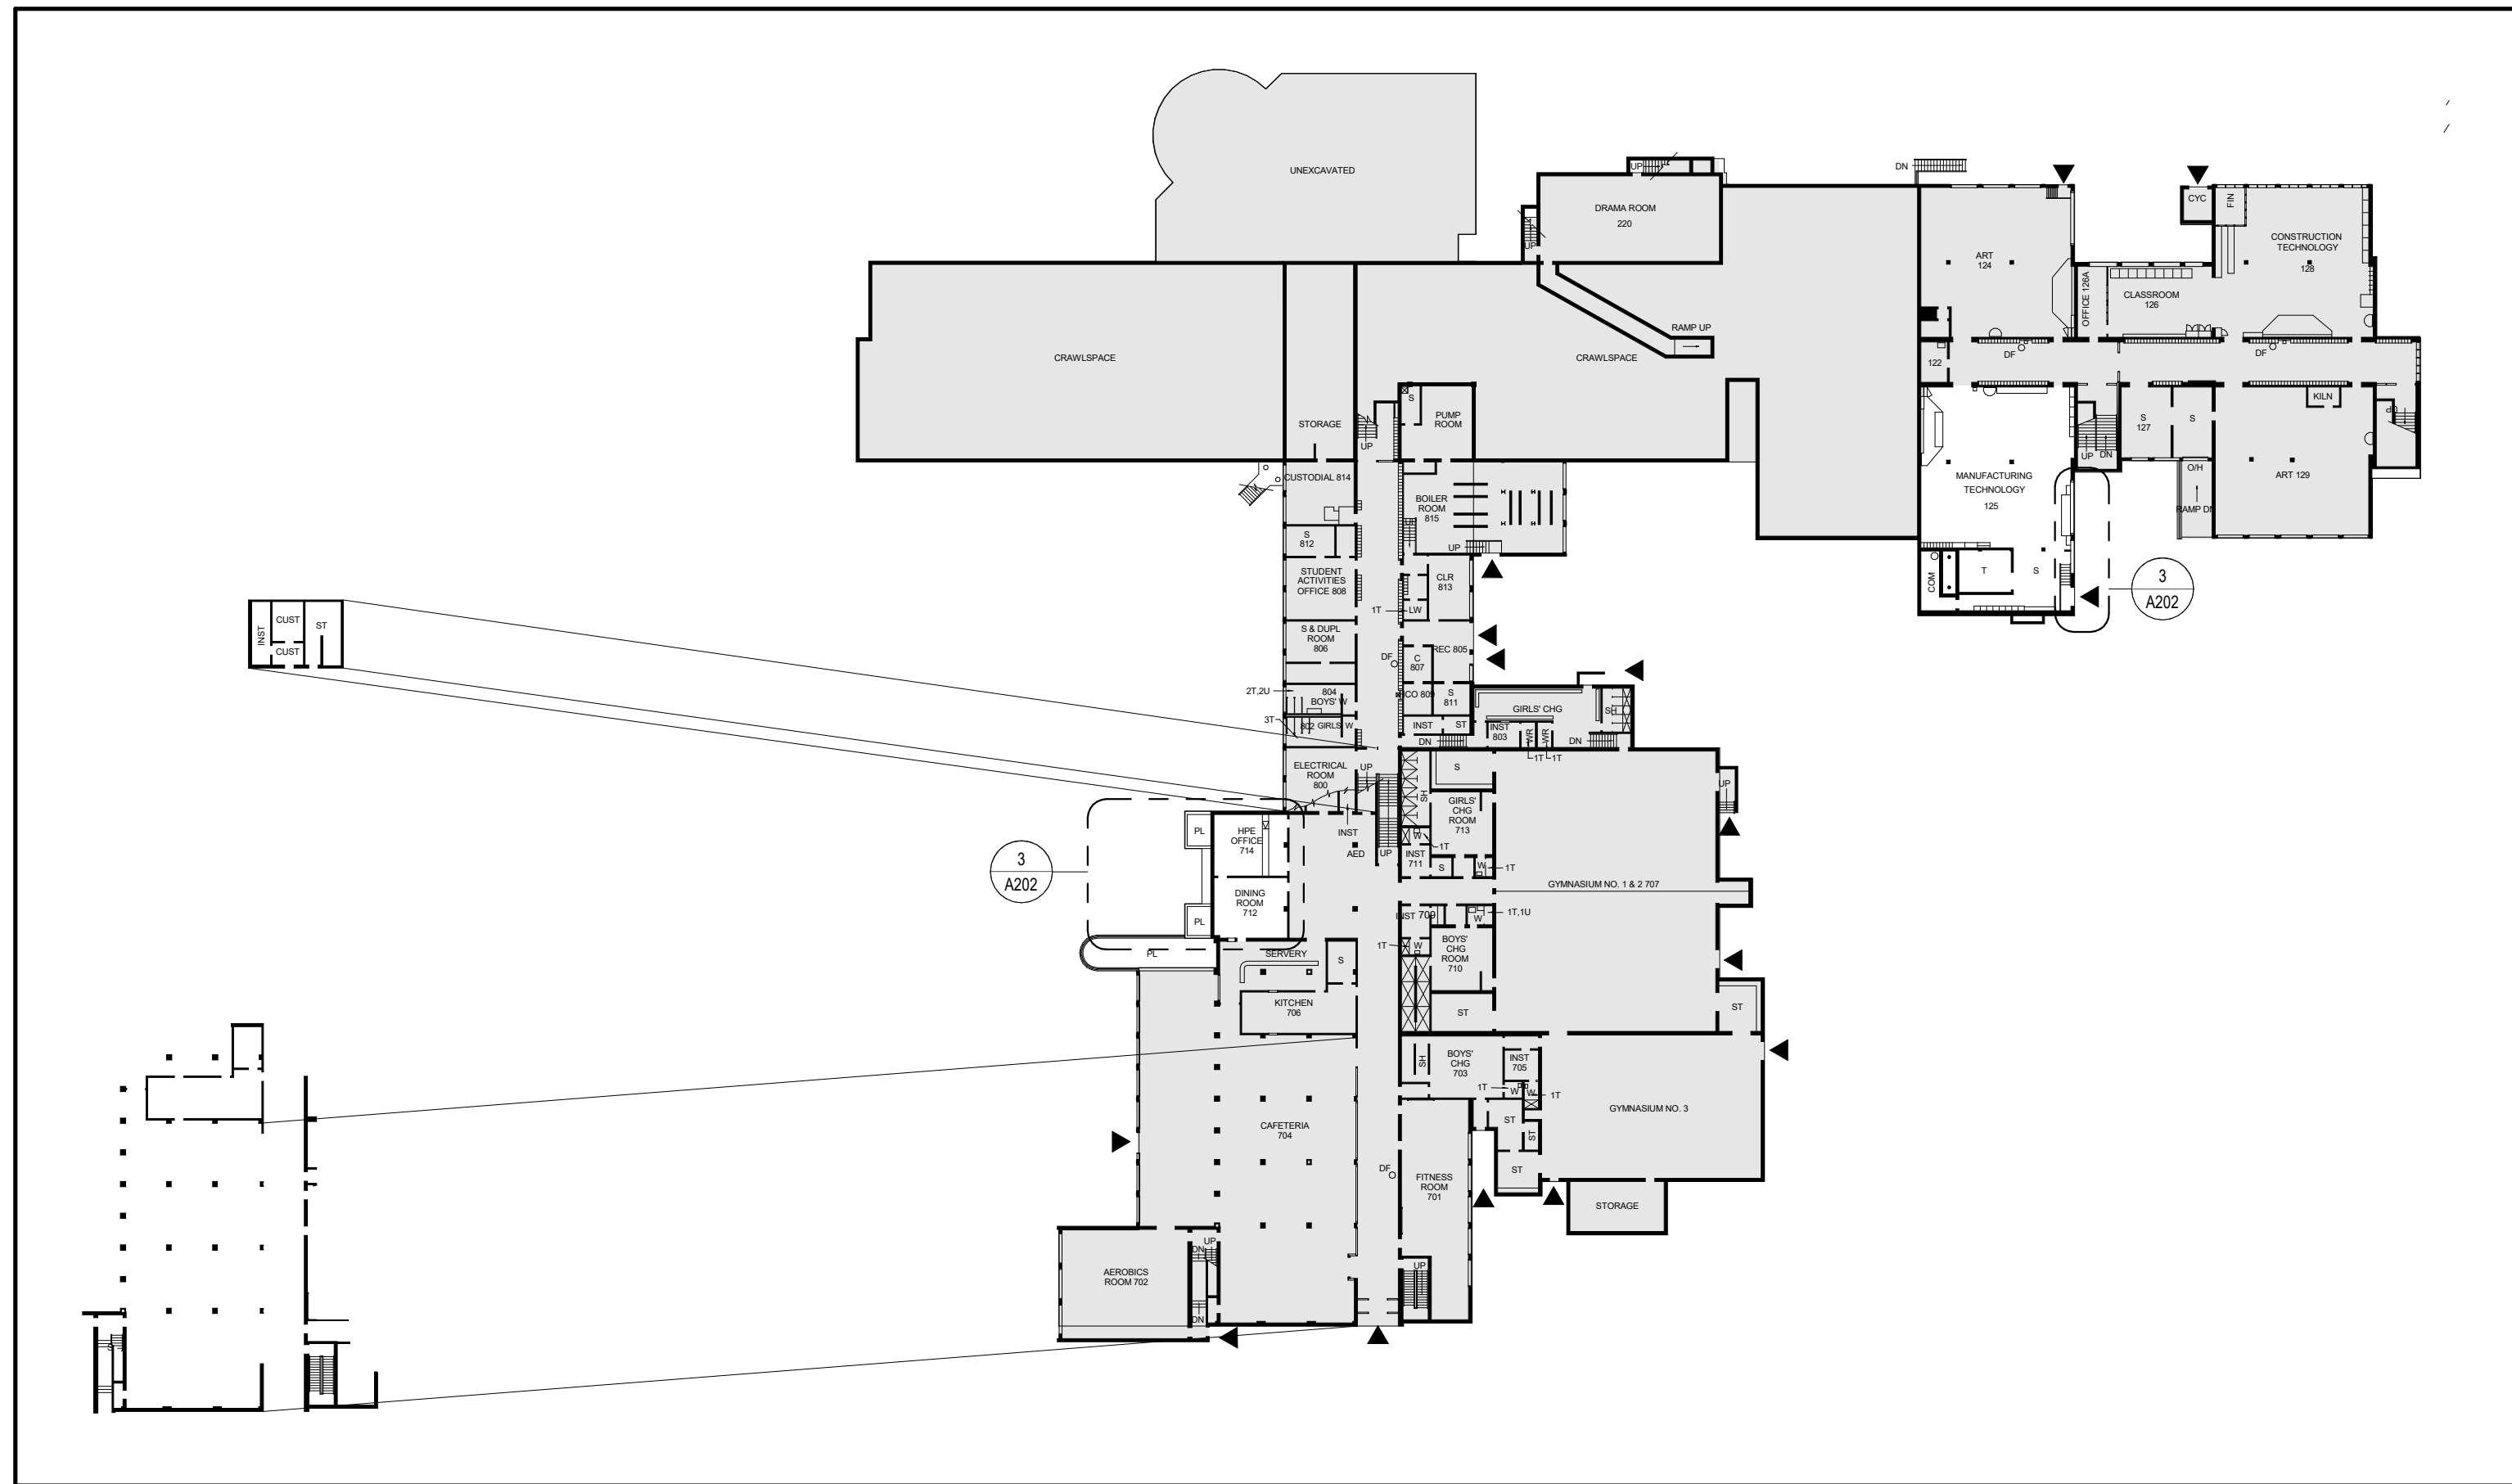 UNEXCAVATED
UP
DRAMA ROOM
220
UP
DN
CYC
FIN
CONSTRUCTION
TECHNOLOGY
128
ART
124
OFFICE 126A
CLASSROOM
126
RAMP UP
CRAWLSPACE
CRAWLSPACE
122
DF
DF
S
PUMP
ROOM
STORAGE
UP
KILN
S
127
S
UP
DN
UP
O/H
ART 129
RAMP DN
MANUFACTURING
TECHNOLOGY
125
CUSTODIAL 814
BOILER
ROOM
815
UP
UP
S
812
STUDENT
ACTIVITIES
OFFICE 808
CLR
813
1T
LW
COM
T
S
3
A202
INST
CUST
CUST
ST
S & DUPL
ROOM
806
DF
C
807
REC 805
2T,2U
804
BOYS' W
CO 809
S
811
3T
802 GIRLS' W
INST
ST
DN
GIRLS' CHG
SH
INST
803
WR
WR
DN
1T
1T
ELECTRICAL
ROOM
800
UP
S
SH
GIRLS'
CHG
ROOM
713
UP
PL
HPE
OFFICE
714
INST
AED
UP
W
1T
INST
711
S
W
1T
3
A202
DINING
ROOM
712
PL
GYMNASIUM NO. 1 & 2 707
INST 709
W
1T,1U
1T
W
BOYS'
CHG
ROOM
710
PL
SERVERY
S
KITCHEN
706
ST
ST
SH
BOYS'
CHG
703
INST
705
1T
W
W
1T
GYMNASIUM NO. 3
ST
ST
ST
CAFETERIA
704
DF
FITNESS
ROOM
701
STORAGE
DN
UP
AEROBICS
ROOM 702
DN
UP